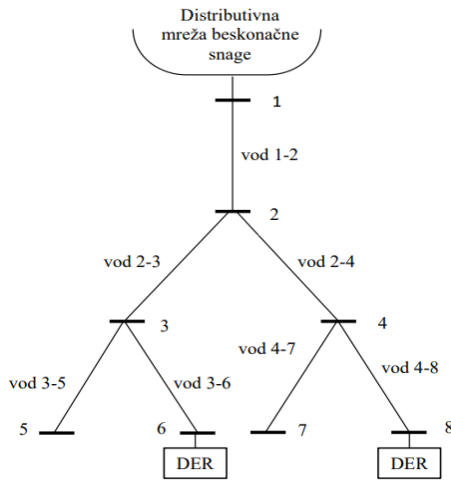 Distributivna
mreža beskonačne
snage
1
vod 1-2
2
vod 2-3
vod 2-4
3
4
vod 3-5
vod 3-6
vod 4-7
vod 4-8
5
6
7
8
DER
DER